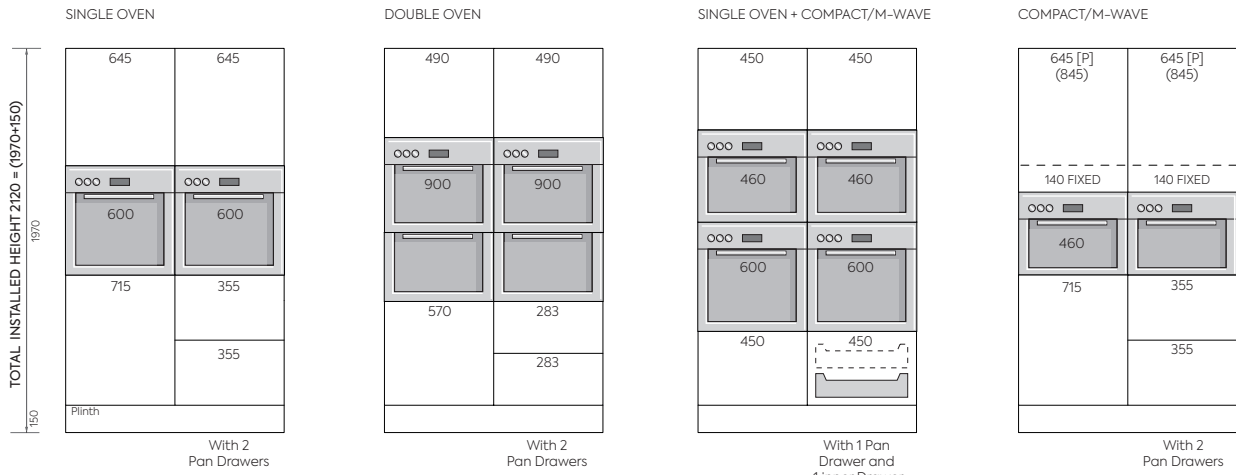 SINGLE OVEN
DOUBLE OVEN
SINGLE OVEN + COMPACT/M-WAVE
COMPACT/M-WAVE
TOTAL INSTALLED HEIGHT 2120 = (1970+150)
1970
150
645 645
600 600
715 355
355
Plinth
With 2
Pan Drawers
490 490
900 900
570 283
283
With 2
Pan Drawers
450 450
460 460
600 600
450 450
With 1 Pan
Drawer and
645 [P] 645 [P]
(845) (845)
140 FIXED 140 FIXED
460
715 355
355
With 2
Pan Drawers